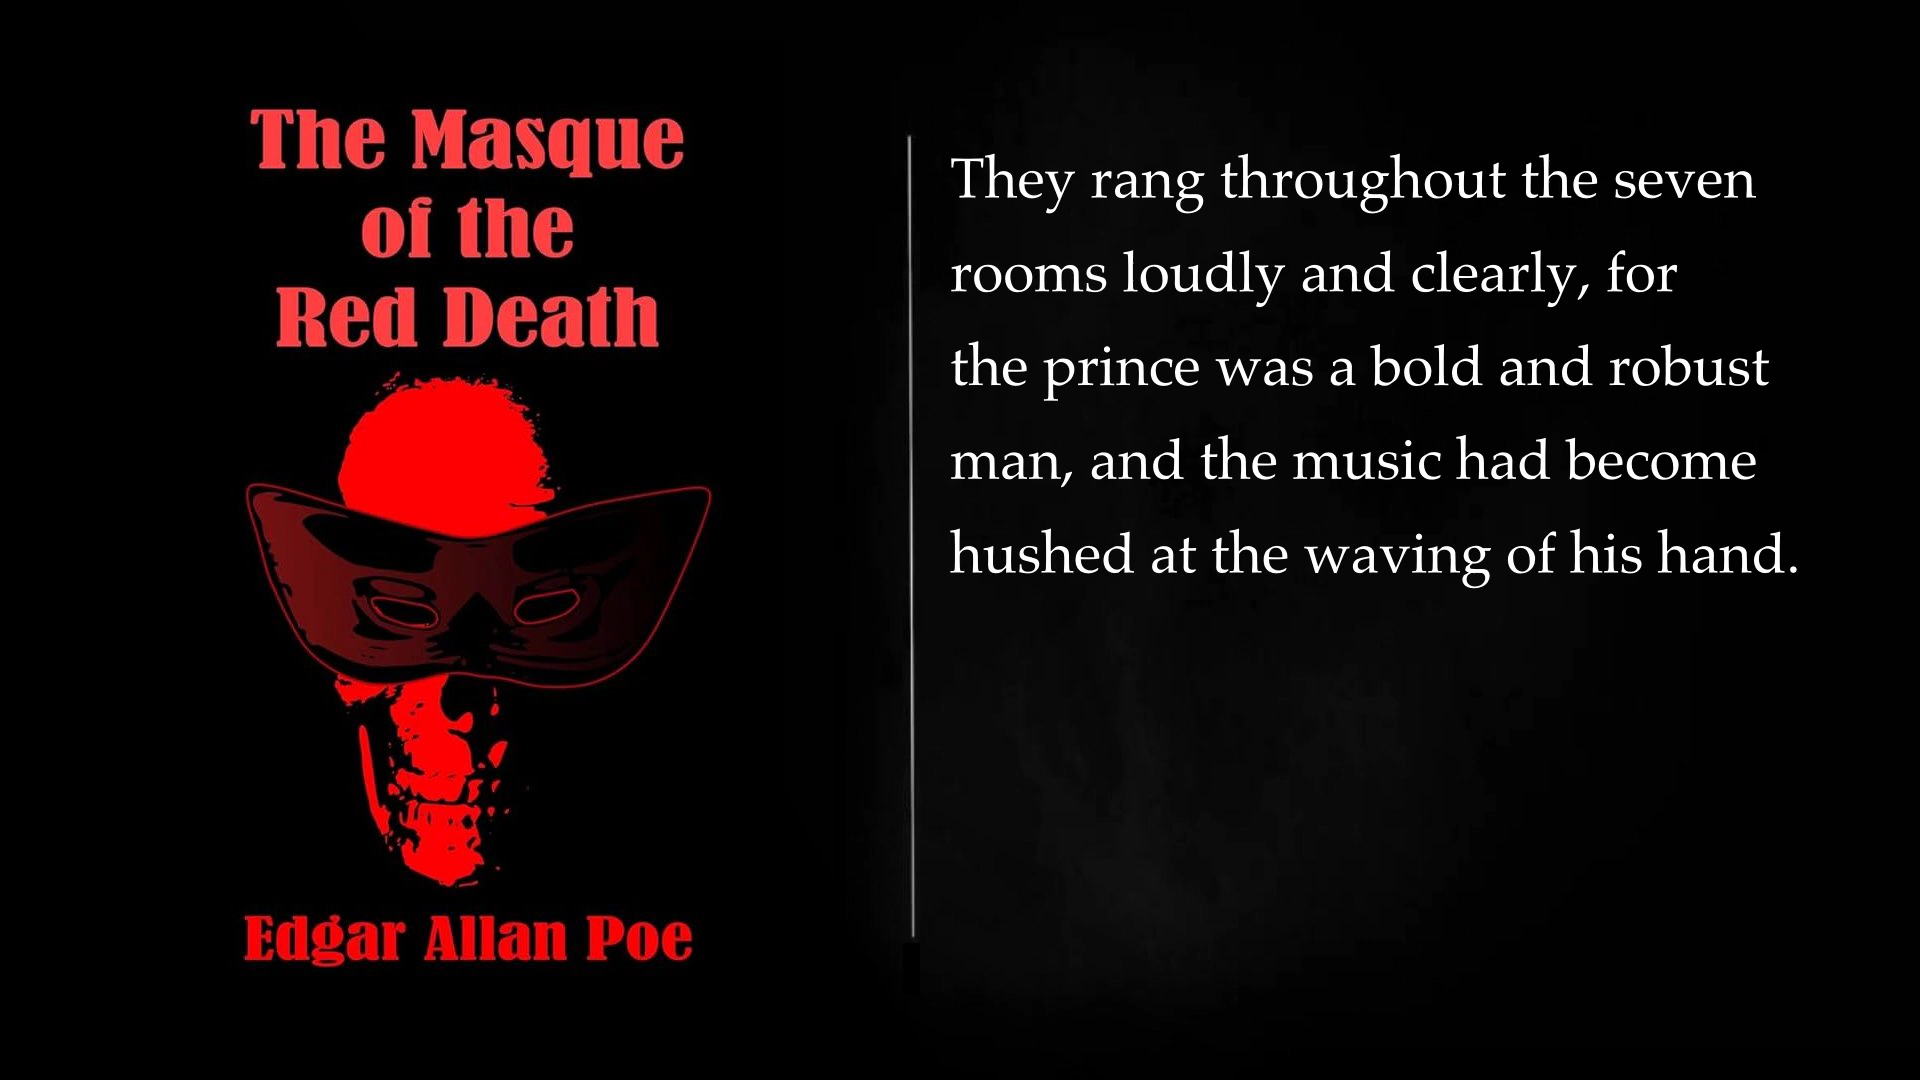 The Masque
of the
Red Death
Edgar Allan Poe
They rang throughout the seven
rooms loudly and clearly, for
the prince was a bold and robust
man, and the music had become
hushed at the waving of his hand.